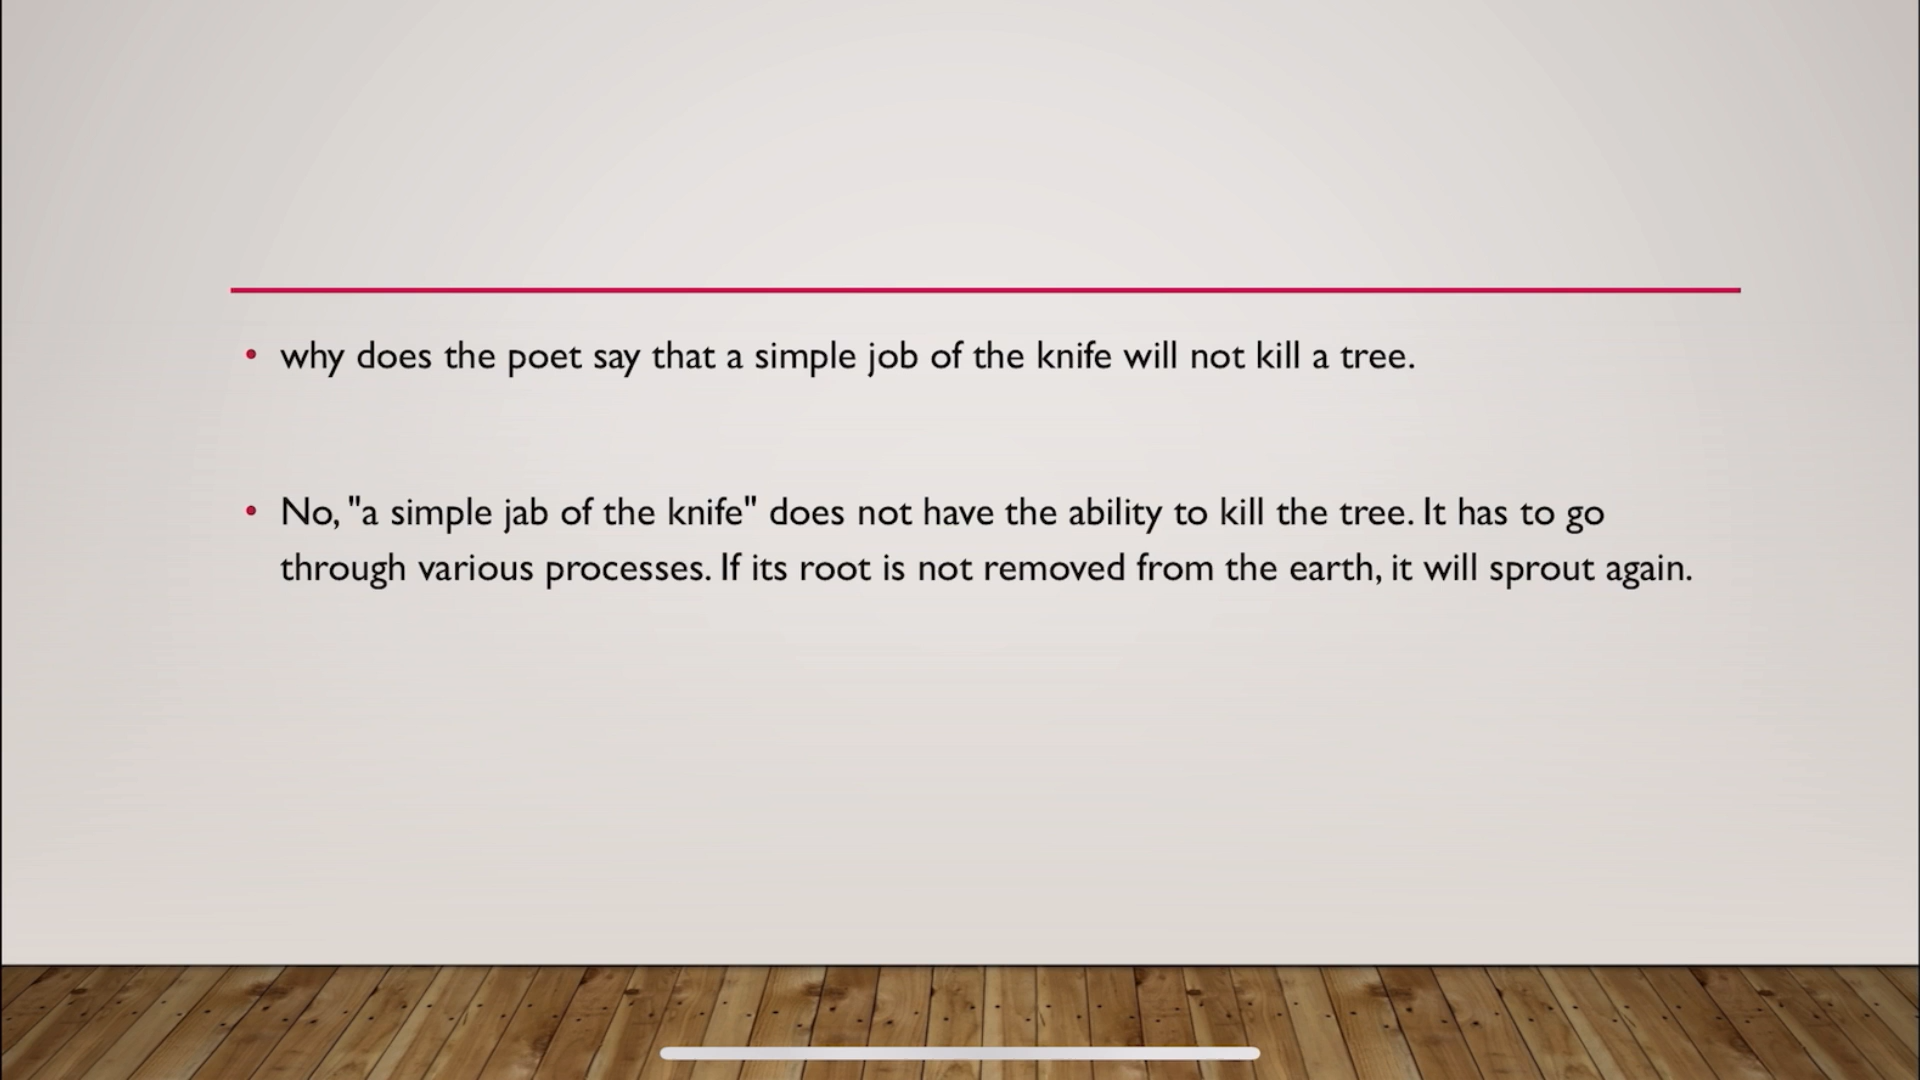 • why does the poet say that a simple job of the knife will not kill a tree.
• No, "a simple jab of the knife" does not have the ability to kill the tree. It has to go
through various processes. If its root is not removed from the earth, it will sprout again.